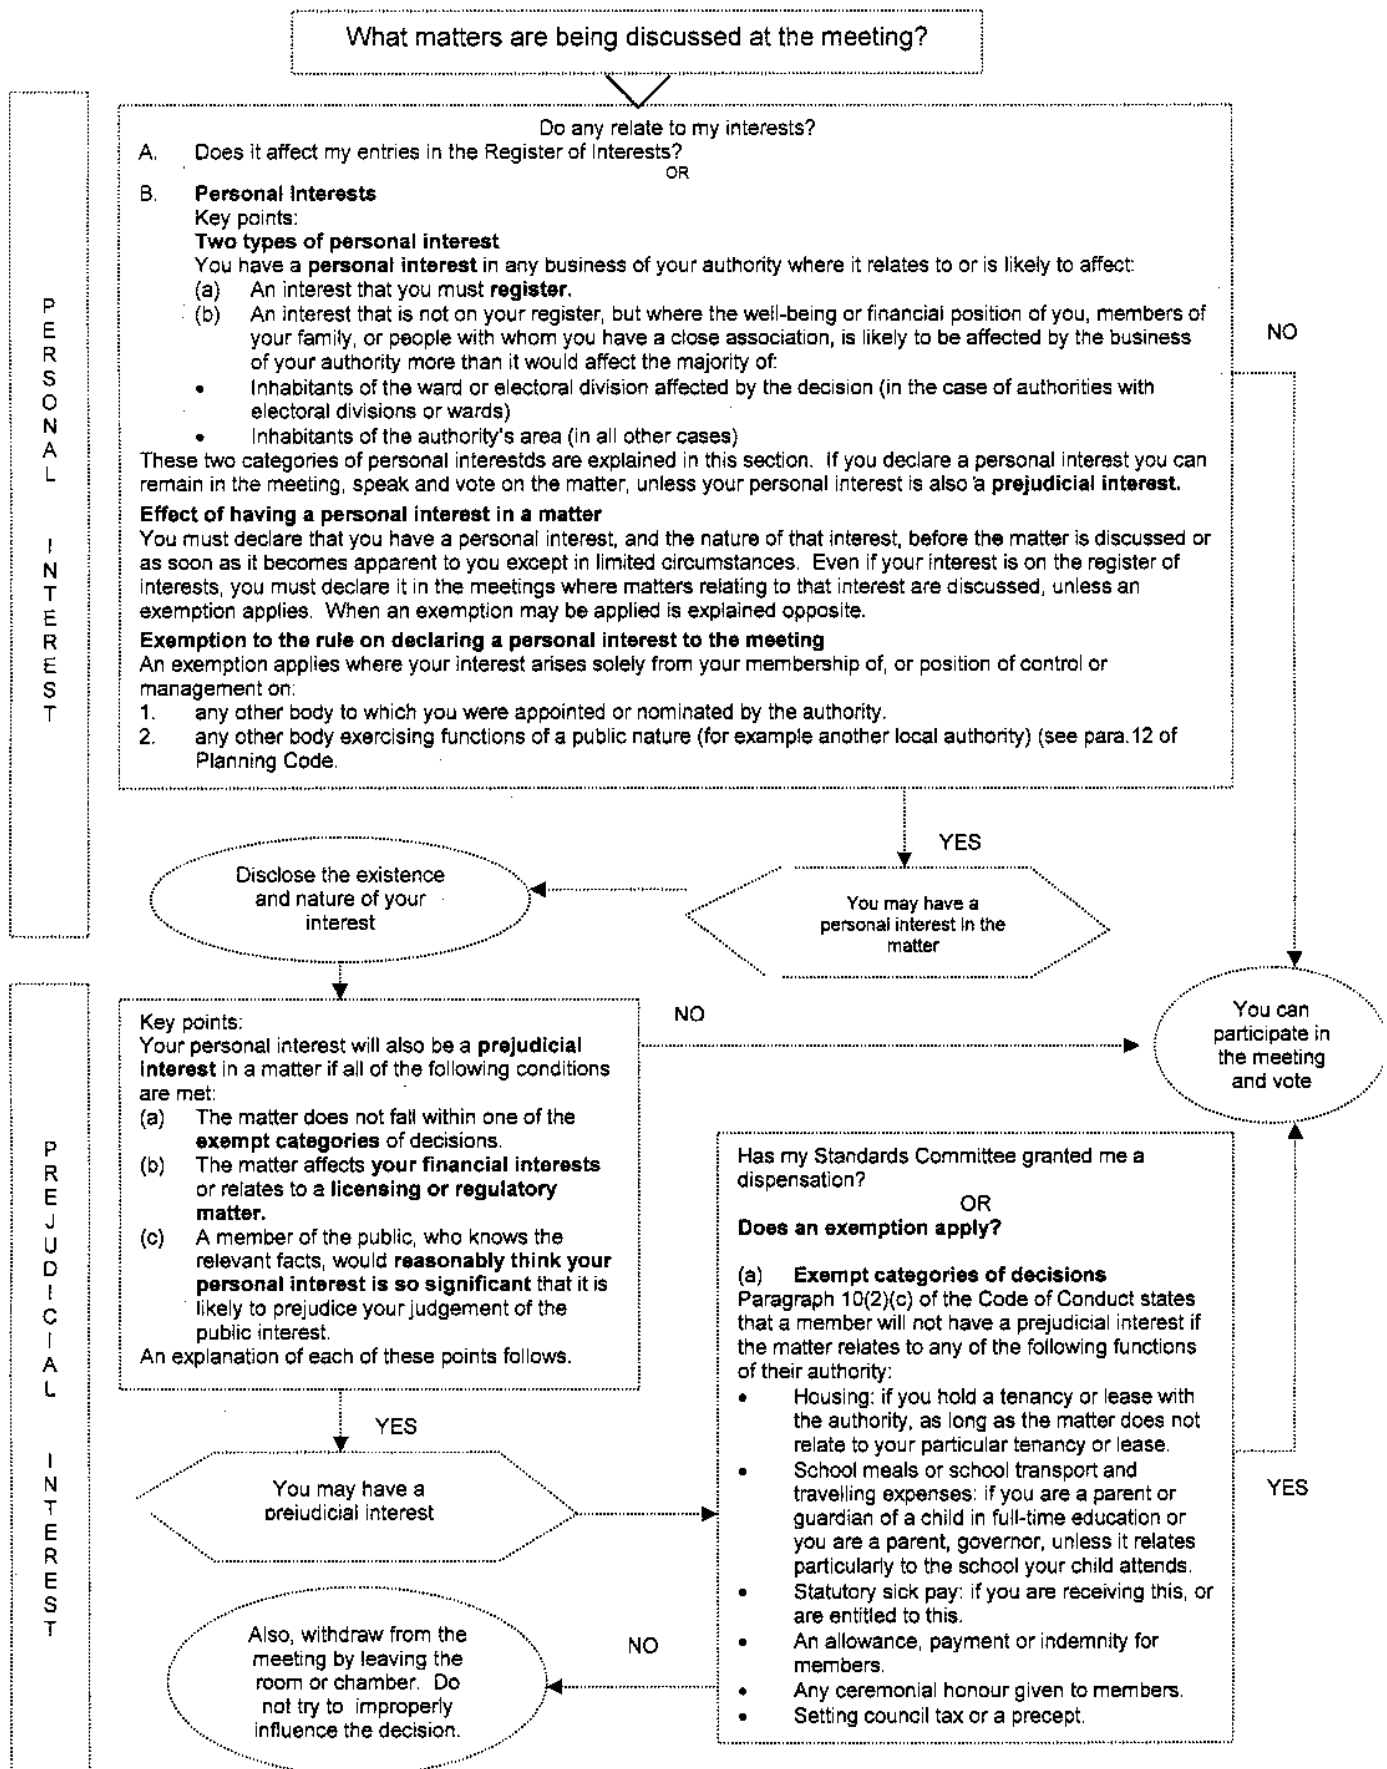 What matters are being discussed at the meeting?
PERSONAL INTEREST
Do any relate to my interests?
A. Does it affect my entries in the Register of Interests?
OR
B. Personal Interests
Key points:
Two types of personal interest
You have a personal interest in any business of your authority where it relates to or is likely to affect:
(a) An interest that you must register.
(b) An interest that is not on your register, but where the well-being or financial position of you, members of
your family, or people with whom you have a close association, is likely to be affected by the business
of your authority more than it would affect the majority of:
• Inhabitants of the ward or electoral division affected by the decision (in the case of authorities with
electoral divisions or wards)
• Inhabitants of the authority's area (in all other cases)
These two categories of personal interestds are explained in this section. If you declare a personal interest you can
remain in the meeting, speak and vote on the matter, unless your personal interest is also a prejudicial interest.
Effect of having a personal interest in a matter
You must declare that you have a personal interest, and the nature of that interest, before the matter is discussed or
as soon as it becomes apparent to you except in limited circumstances. Even if your interest is on the register of
interests, you must declare it in the meetings where matters relating to that interest are discussed, unless an
exemption applies. When an exemption may be applied is explained opposite.
Exemption to the rule on declaring a personal interest to the meeting
An exemption applies where your interest arises solely from your membership of, or position of control or
management on:
1. any other body to which you were appointed or nominated by the authority.
2. any other body exercising functions of a public nature (for example another local authority) (see para.12 of
Planning Code.
NO
YES
Disclose the existence
and nature of your
interest
You may have a
personal interest in the
matter
PREJUDICIAL INTEREST
Key points:
Your personal interest will also be a prejudicial
interest in a matter if all of the following conditions
are met:
(a) The matter does not fall within one of the
exempt categories of decisions.
(b) The matter affects your financial interests
or relates to a licensing or regulatory
matter.
(c) A member of the public, who knows the
relevant facts, would reasonably think your
personal interest is so significant that it is
likely to prejudice your judgement of the
public interest.
An explanation of each of these points follows.
NO
You can
participate in
the meeting
and vote
YES
You may have a
prejudicial interest
Has my Standards Committee granted me a
dispensation?
OR
Does an exemption apply?
(a) Exempt categories of decisions
Paragraph 10(2)(c) of the Code of Conduct states
that a member will not have a prejudicial interest if
the matter relates to any of the following functions
of their authority:
• Housing: if you hold a tenancy or lease with
the authority, as long as the matter does not
relate to your particular tenancy or lease.
• School meals or school transport and
travelling expenses: if you are a parent or
guardian of a child in full-time education or
you are a parent, governor, unless it relates
particularly to the school your child attends.
• Statutory sick pay: if you are receiving this, or
are entitled to this.
• An allowance, payment or indemnity for
members.
• Any ceremonial honour given to members.
• Setting council tax or a precept.
YES
NO
Also, withdraw from the
meeting by leaving the
room or chamber. Do
not try to improperly
influence the decision.